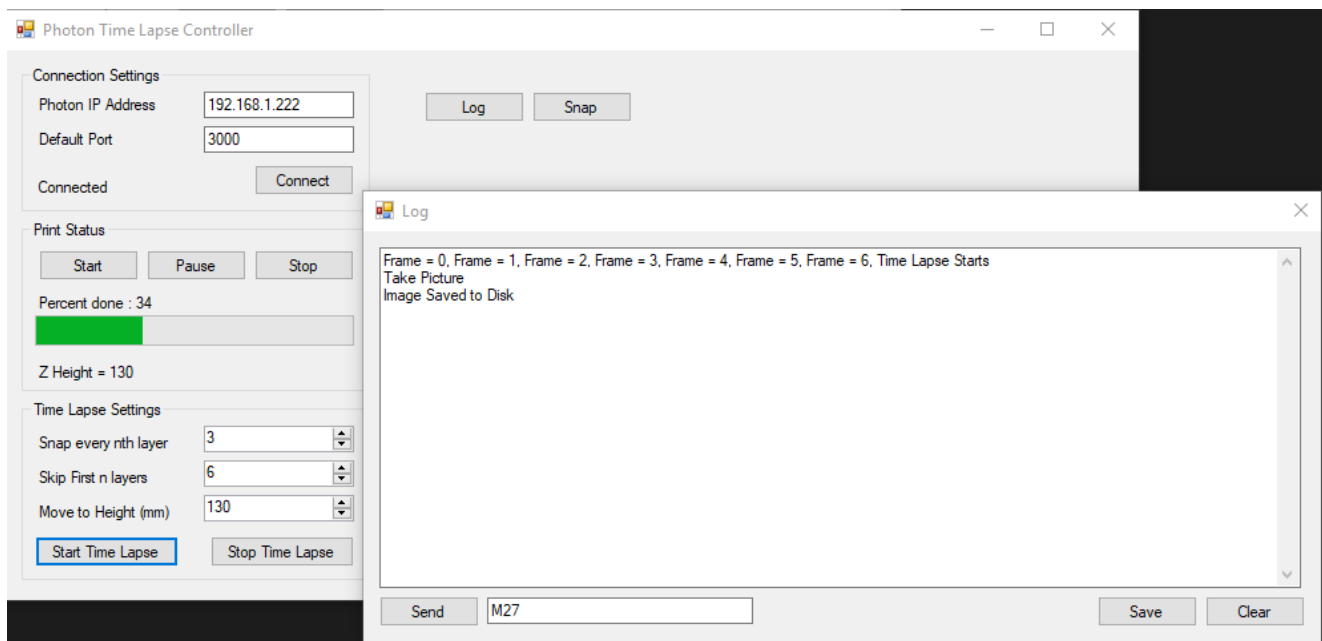 Photon Time Lapse Controller
Connection Settings
Photon IP Address 192.168.1.222
Default Port 3000
Connected Connect
Log Snap
Print Status
Start Pause Stop
Percent done : 34
Z Height = 130
Time Lapse Settings
Snap every nth layer 3
Skip First n layers 6
Move to Height (mm) 130
Start Time Lapse Stop Time Lapse
Log
Frame = 0, Frame = 1, Frame = 2, Frame = 3, Frame = 4, Frame = 5, Frame = 6, Time Lapse Starts
Take Picture
Image Saved to Disk
Send M27 Save Clear